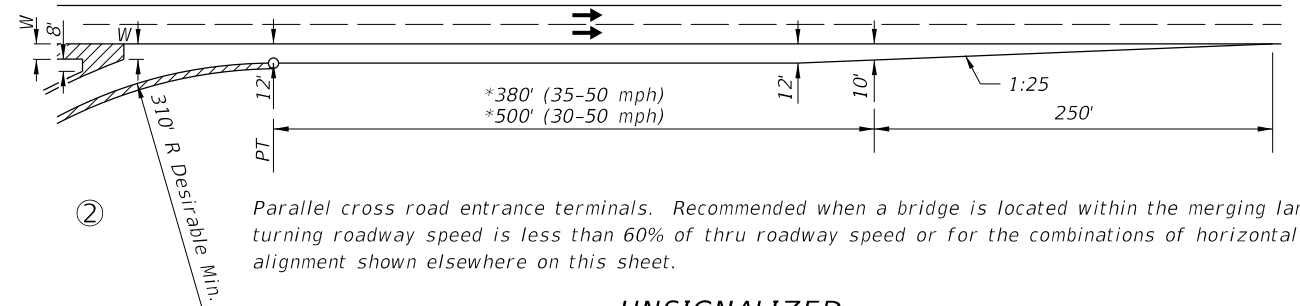 W
8'
W
12'
PT
*380' (35-50 mph)
*500' (30-50 mph)
12'
10'
1:25
250'
310' R Desirable Min.
2
Parallel cross road entrance terminals. Recommended when a bridge is located within the merging
turning roadway speed is less than 60% of thru roadway speed or for the combinations of horizontal
alignment shown elsewhere on this sheet.
UNSIGNALIZED